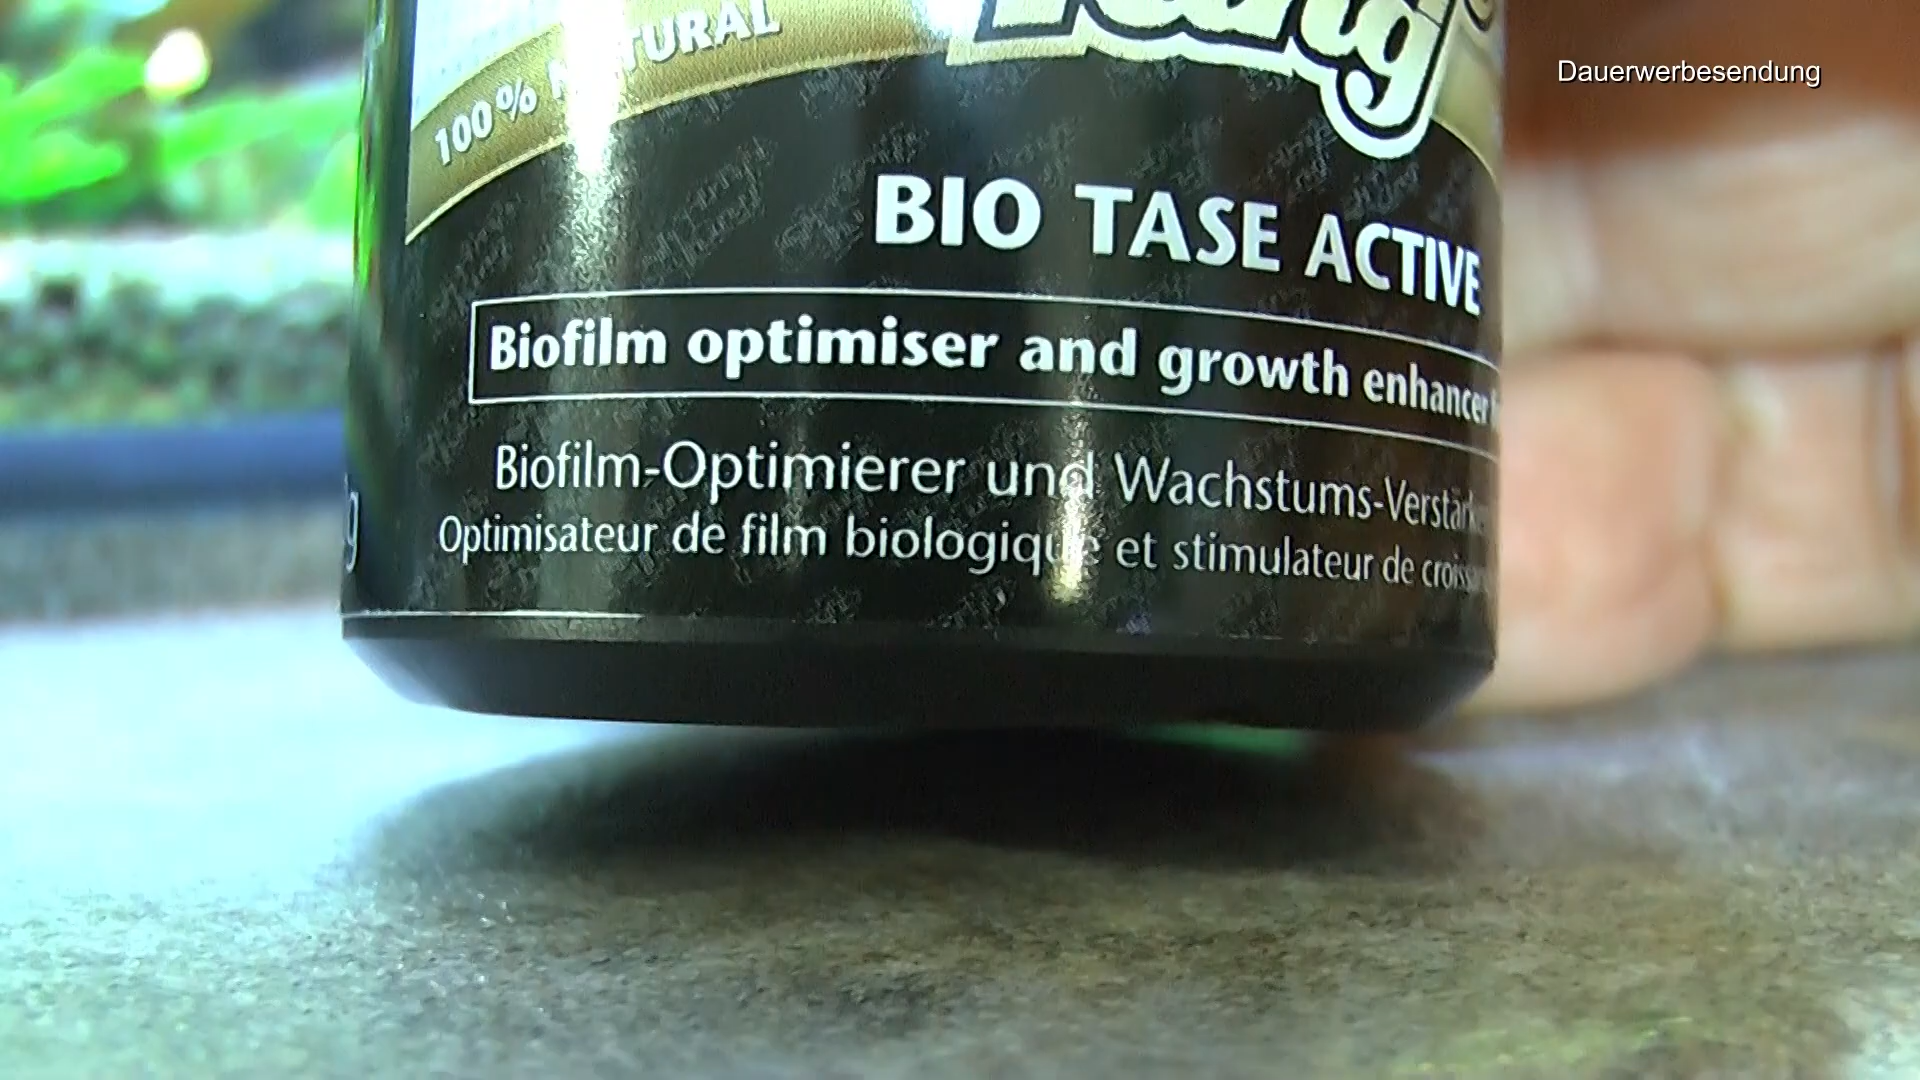 Dauerwerbesendung
100% NATURAL
BIO TASE ACTIVE
Biofilm optimiser and growth enhancer
Biofilm-Optimierer und Wachstums-
Optimisateur de film biologique et stimulateur de